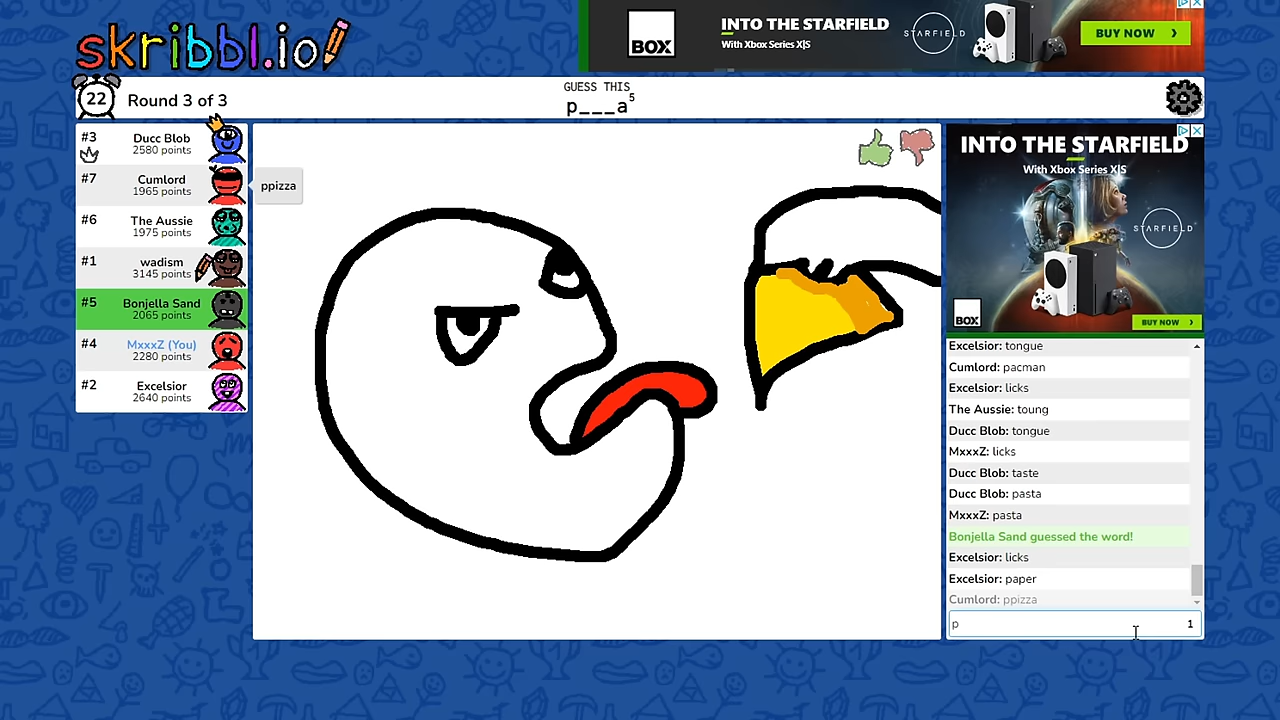 skribbl.io
BOX
INTO THE STARFIELD
With Xbox Series X|S
STARFIELD
BUY NOW
22
Round 3 of 3
GUESS THIS
p___a5
#3
Ducc Blob
2580 points
#7
Cumlord
1965 points
ppizza
#6
The Aussie
1975 points
#1
wadism
3145 points
#5
Bonjella Sand
2065 points
#4
MxxxZ (You)
2280 points
#2
Excelsior
2640 points
INTO THE STARFIELD
With Xbox Series X|S
STARFIELD
BOX
BUY NOW
Excelsior: tongue
Cumlord: pacman
Excelsior: licks
The Aussie: toung
Ducc Blob: tongue
MxxxZ: licks
Ducc Blob: taste
Ducc Blob: pasta
MxxxZ: pasta
Bonjella Sand guessed the word!
Excelsior: licks
Excelsior: paper
Cumlord: ppizza
p 1